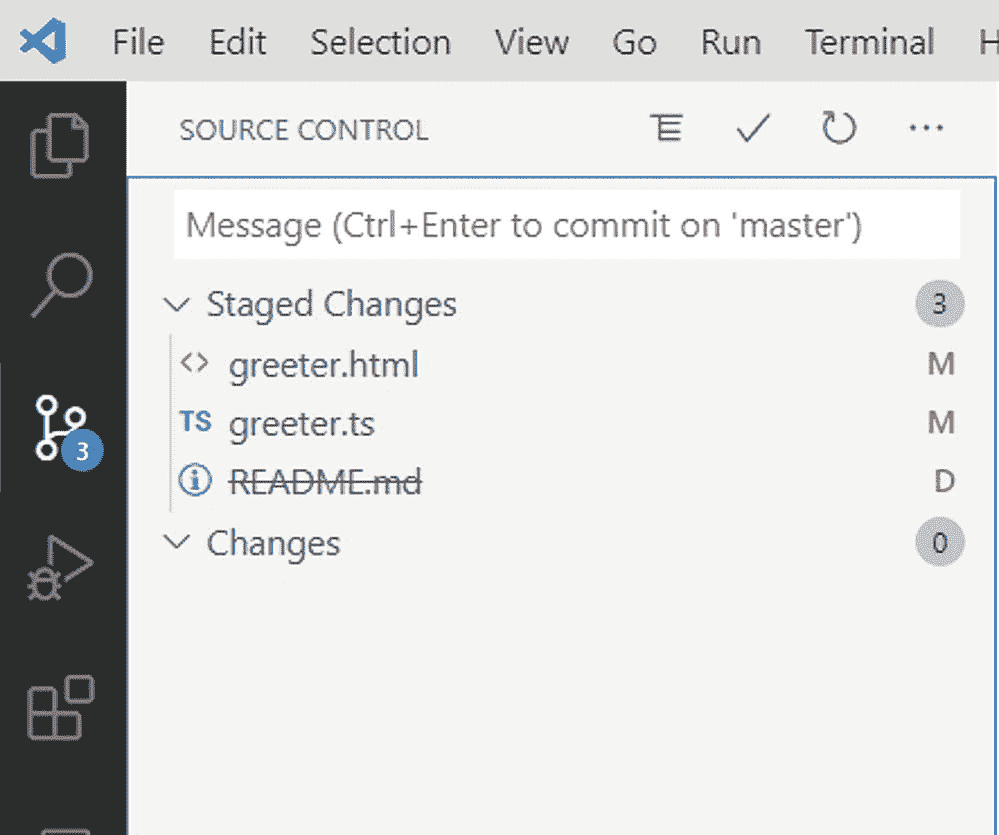 File Edit Selection View Go Run Terminal H
SOURCE CONTROL
Message (Ctrl+Enter to commit on 'master')
Staged Changes 3
<> greeter.html M
TS greeter.ts M
README.md D
3
Changes 0